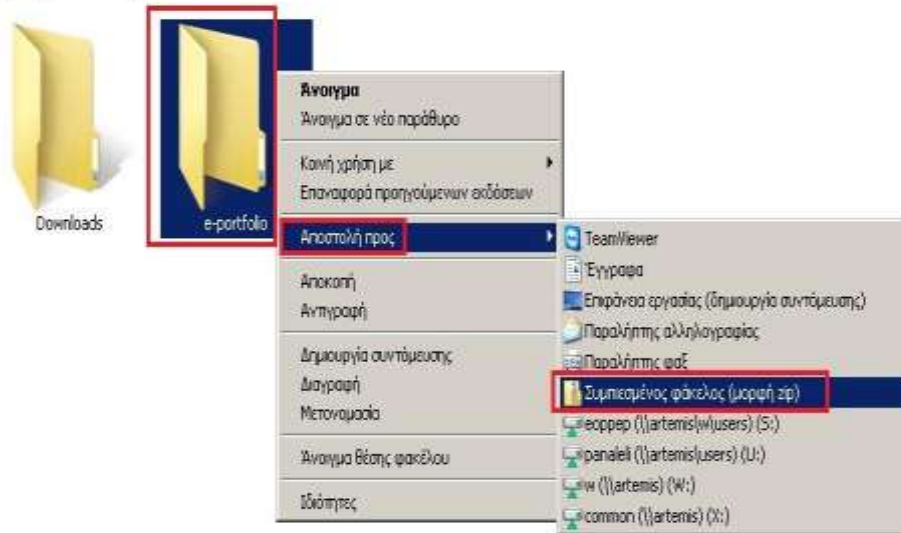 Downloads
e-portfolio
Άνοιγμα
Άνοιγμα σε νέο παράθυρο
Κοινή χρήση με
Επαναφορά προηγούμενων εκδόσεων
Αποστολή προς
Αποκοπή
Αντιγραφή
Δημιουργία συντόμευσης
Διαγραφή
Μετονομασία
Άνοιγμα θέσης φακέλου
Ιδιότητες
TeamViewer
Έγγραφα
Επιφάνεια εργασίας (δημιουργία συντόμευσης)
Παραλήπτης αλληλογραφίας
Παραλήπτης φαξ
Συμπιεσμένος φάκελος (μορφή zip)
eoppep (\\artemis\w\users) (S:)
panaleli (\\artemis\users) (U:)
w (\\artemis) (W:)
common (\\artemis) (X:)